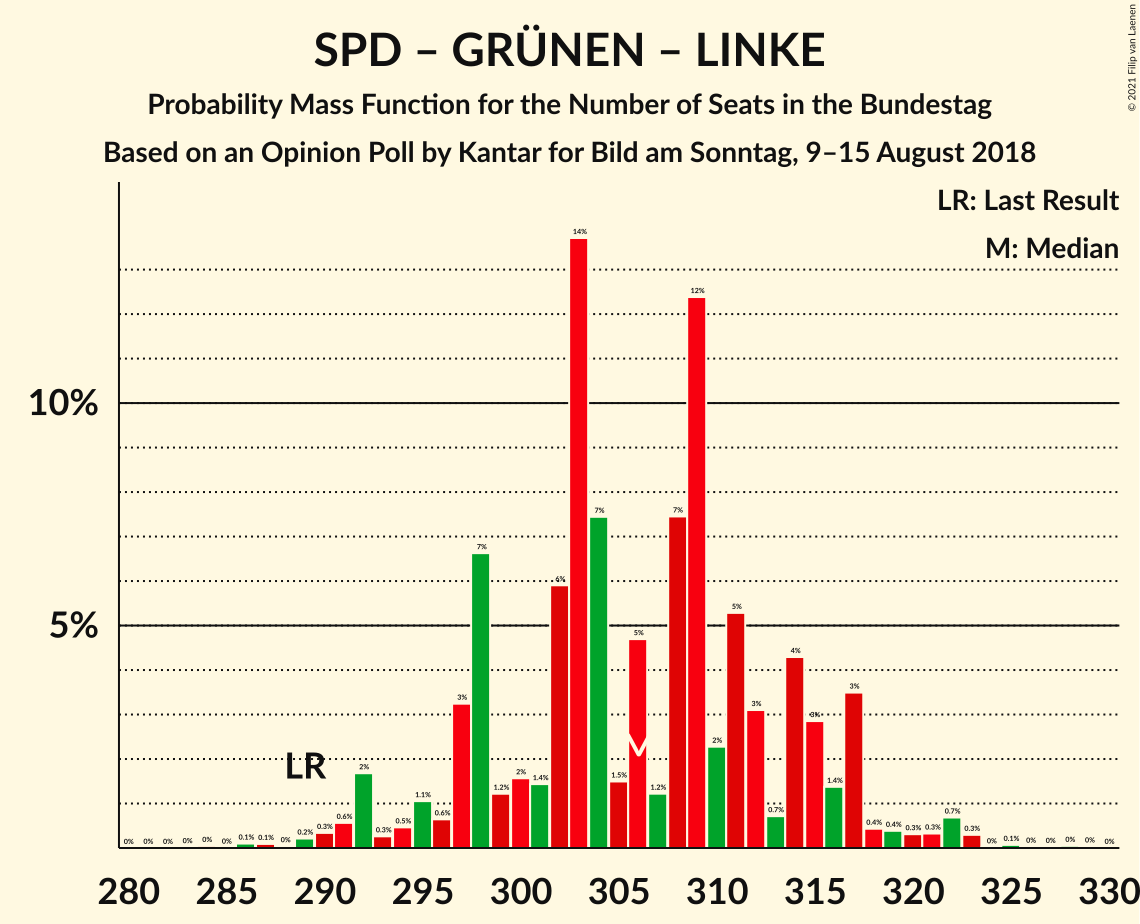 © 2021 Filip van Laenen
SPD – GRÜNEN – LINKE
Probability Mass Function for the Number of Seats in the Bundestag
Based on an Opinion Poll by Kantar for Bild am Sonntag, 9–15 August 2018
LR: Last Result
M: Median
10%
5%
LR
M
0% 0% 0% 0% 0% 0% 0.1% 0.1% 0% 0.2% 0.3% 0.6% 2% 0.3% 0.5% 1.1% 0.6% 3% 7% 1.2% 2% 1.4% 6% 14% 7% 1.5% 5% 1.2% 7% 12% 2% 5% 3% 0.7% 4% 3% 1.4% 3% 0.4% 0.4% 0.3% 0.3% 0.7% 0.3% 0% 0.1% 0% 0% 0% 0% 0%
280 285 290 295 300 305 310 315 320 325 330